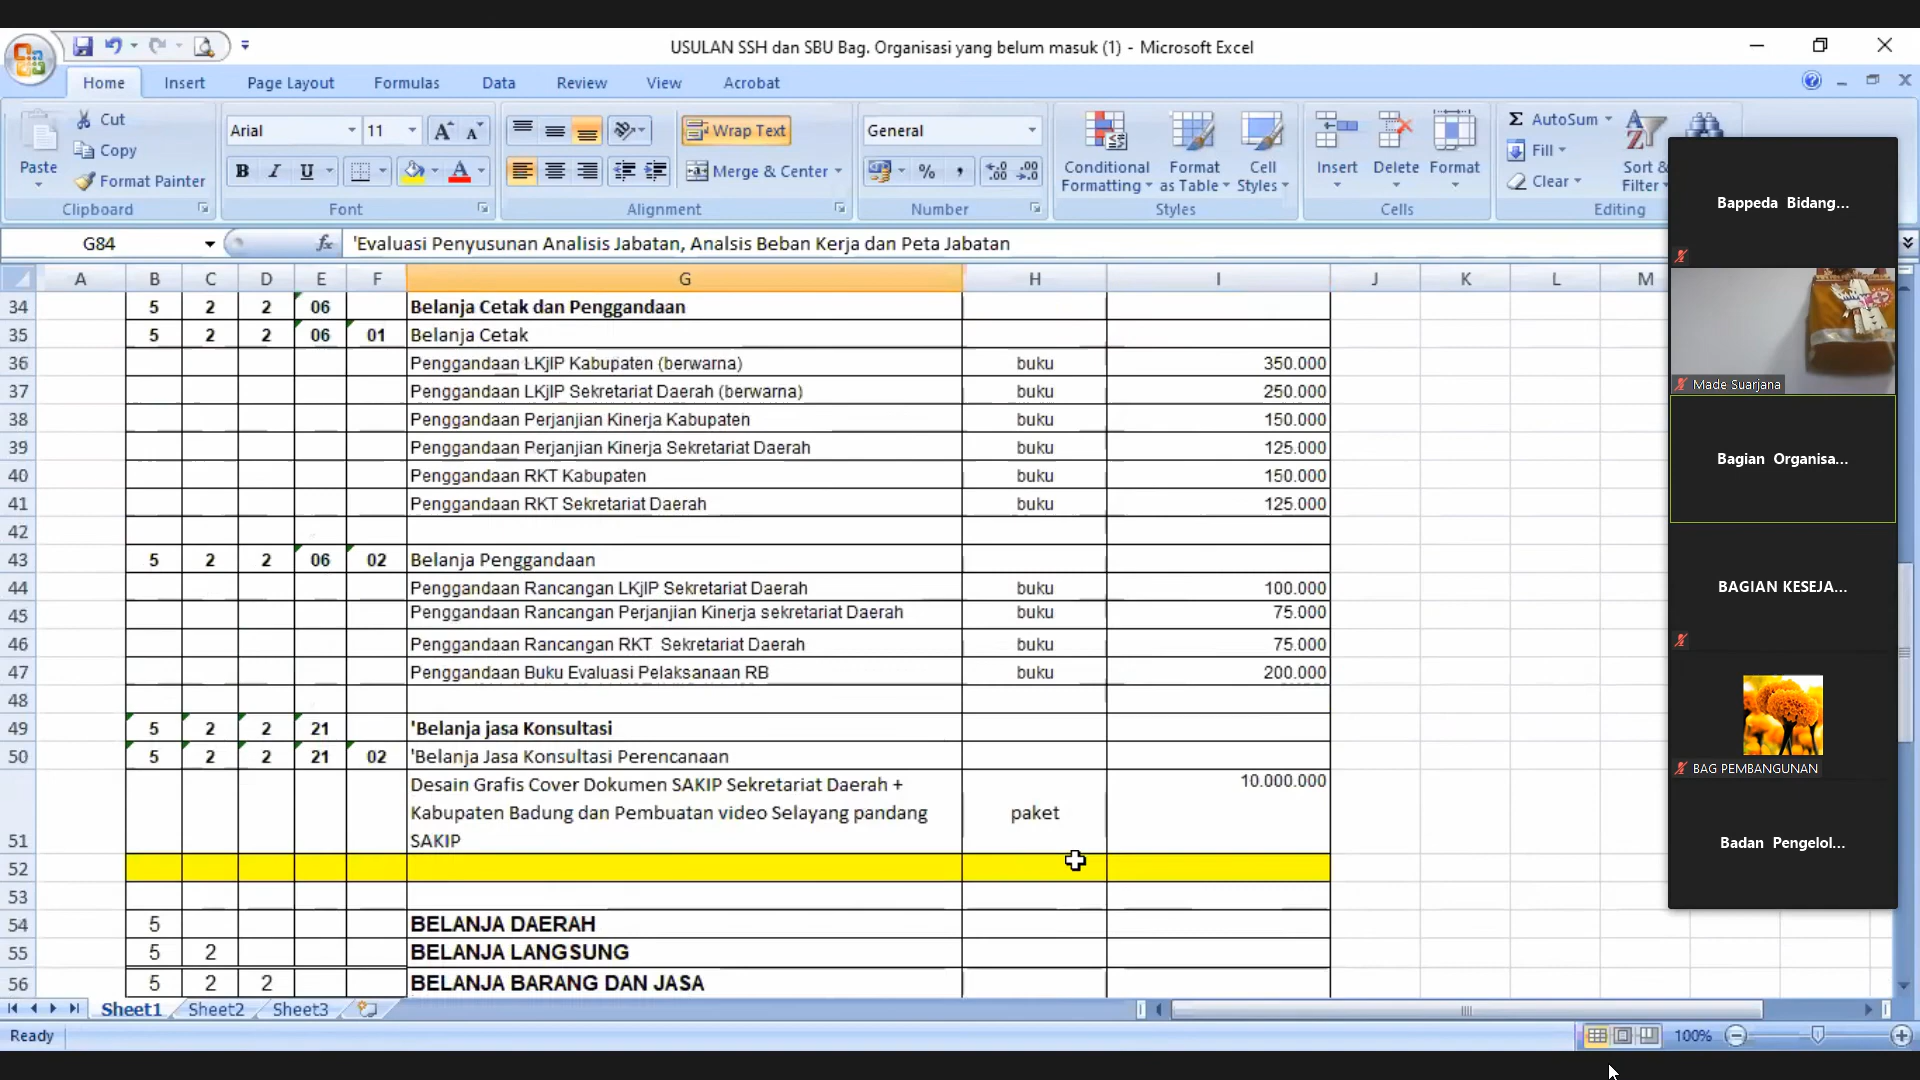 USULAN SSH dan SBU Bag. Organisasi yang belum masuk (1) - Microsoft Excel
Home Insert Page Layout Formulas Data Review View Acrobat
Paste
Cut
Copy
Format Painter
Clipboard
Arial 11 A A
B I U A
Font
Wrap Text
Merge & Center
Alignment
General
% , .0 .00 .00 .0
Number
Conditional Formatting
Format as Table
Cell Styles
Styles
Insert
Delete
Format
Cells
Σ AutoSum
Fill
Clear
Sort & Filter
Editing
G84 fx 'Evaluasi Penyusunan Analisis Jabatan, Analsis Beban Kerja dan Peta Jabatan
A B C D E F G H I J K L M
34 5 2 2 06 Belanja Cetak dan Penggandaan
35 5 2 2 06 01 Belanja Cetak
36 Penggandaan LKjIP Kabupaten (berwarna) buku 350.000
37 Penggandaan LKjIP Sekretariat Daerah (berwarna) buku 250.000
38 Penggandaan Perjanjian Kinerja Kabupaten buku 150.000
39 Penggandaan Perjanjian Kinerja Sekretariat Daerah buku 125.000
40 Penggandaan RKT Kabupaten buku 150.000
41 Penggandaan RKT Sekretariat Daerah buku 125.000
42
43 5 2 2 06 02 Belanja Penggandaan
44 Penggandaan Rancangan LKjIP Sekretariat Daerah buku 100.000
45 Penggandaan Rancangan Perjanjian Kinerja sekretariat Daerah buku 75.000
46 Penggandaan Rancangan RKT Sekretariat Daerah buku 75.000
47 Penggandaan Buku Evaluasi Pelaksanaan RB buku 200.000
48
49 5 2 2 21 'Belanja jasa Konsultasi
50 5 2 2 21 02 'Belanja Jasa Konsultasi Perencanaan
Desain Grafis Cover Dokumen SAKIP Sekretariat Daerah + 10.000.000
Kabupaten Badung dan Pembuatan video Selayang pandang paket
51 SAKIP
52
53
54 5 BELANJA DAERAH
55 5 2 BELANJA LANGSUNG
56 5 2 2 BELANJA BARANG DAN JASA
Sheet1 Sheet2 Sheet3
Ready 100%
Bappeda Bidang...
Made Suarjana
Bagian Organisa...
BAGIAN KESEJA...
BAG PEMBANGUNAN
Badan Pengelol...